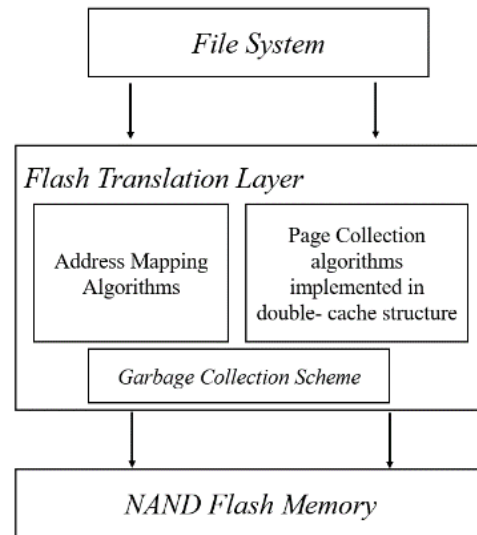 File System
Flash Translation Layer
Address Mapping
Algorithms
Page Collection
algorithms
implemented in
double- cache structure
Garbage Collection Scheme
NAND Flash Memory